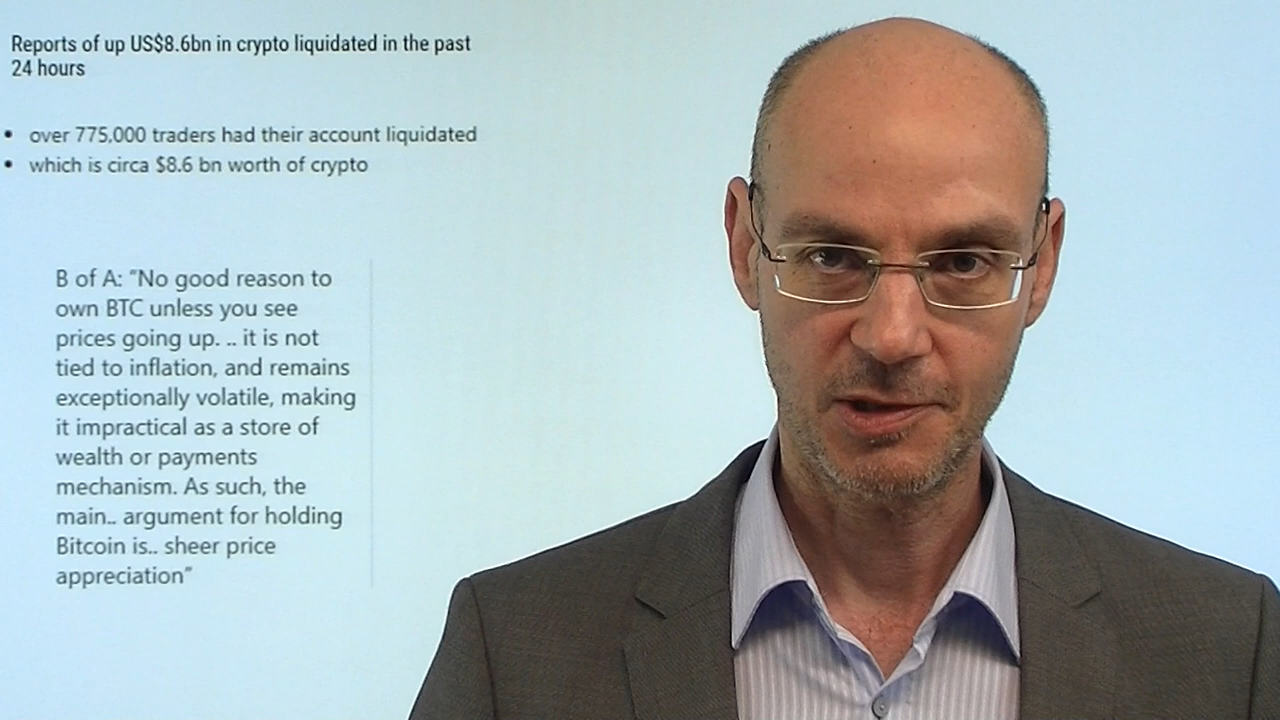 Reports of up US$8.6bn in crypto liquidated in the past
24 hours
• over 775,000 traders had their account liquidated
• which is circa $8.6 bn worth of crypto
B of A: “No good reason to
own BTC unless you see
prices going up. .. it is not
tied to inflation, and remains
exceptionally volatile, making
it impractical as a store of
wealth or payments
mechanism. As such, the
main.. argument for holding
Bitcoin is.. sheer price
appreciation”